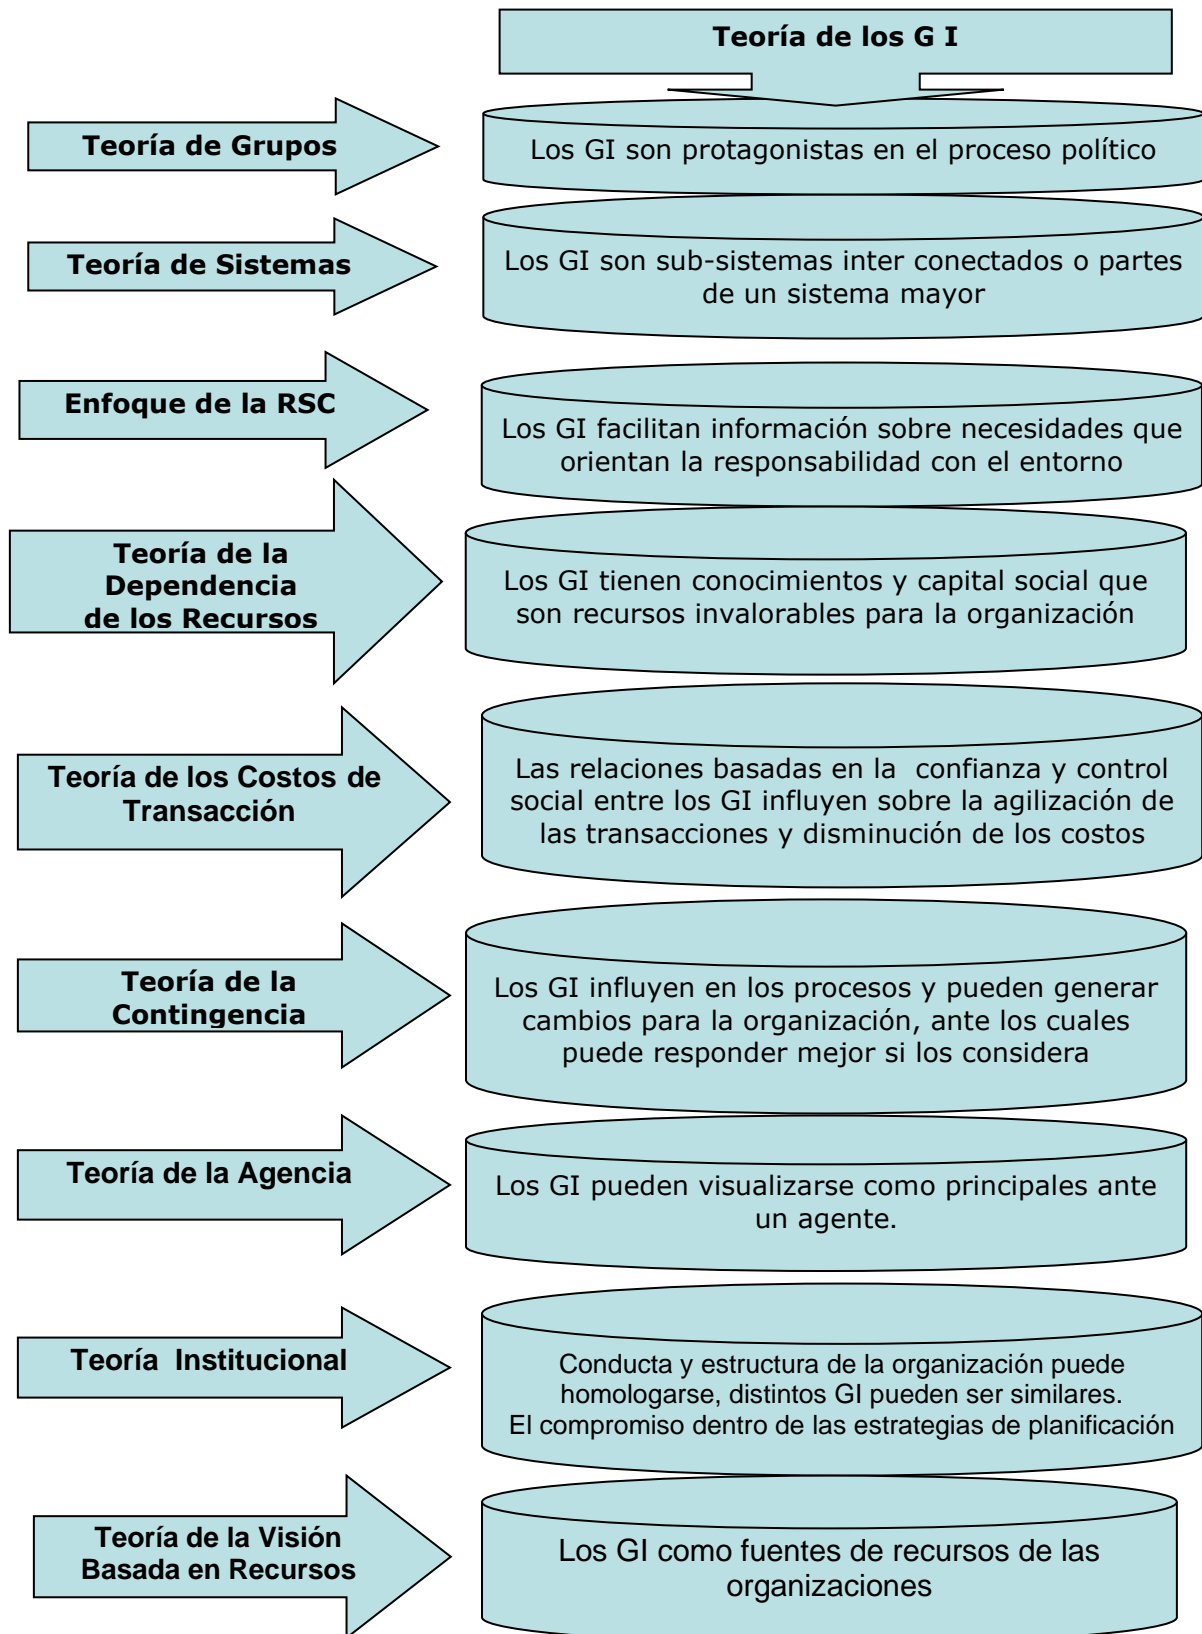 Teoría de los G I
Teoría de Grupos
Los GI son protagonistas en el proceso político
Teoría de Sistemas
Los GI son sub-sistemas inter conectados o partes
de un sistema mayor
Enfoque de la RSC
Los GI facilitan información sobre necesidades que
orientan la responsabilidad con el entorno
Teoría de la
Dependencia
de los Recursos
Los GI tienen conocimientos y capital social que
son recursos invalorables para la organización
Teoría de los Costos de
Transacción
Las relaciones basadas en la confianza y control
social entre los GI influyen sobre la agilización de
las transacciones y disminución de los costos
Teoría de la
Contingencia
Los GI influyen en los procesos y pueden generar
cambios para la organización, ante los cuales
puede responder mejor si los considera
Teoría de la Agencia
Los GI pueden visualizarse como principales ante
un agente.
Teoría Institucional
Conducta y estructura de la organización puede
homologarse, distintos GI pueden ser similares.
El compromiso dentro de las estrategias de planificación
Teoría de la Visión
Basada en Recursos
Los GI como fuentes de recursos de las
organizaciones